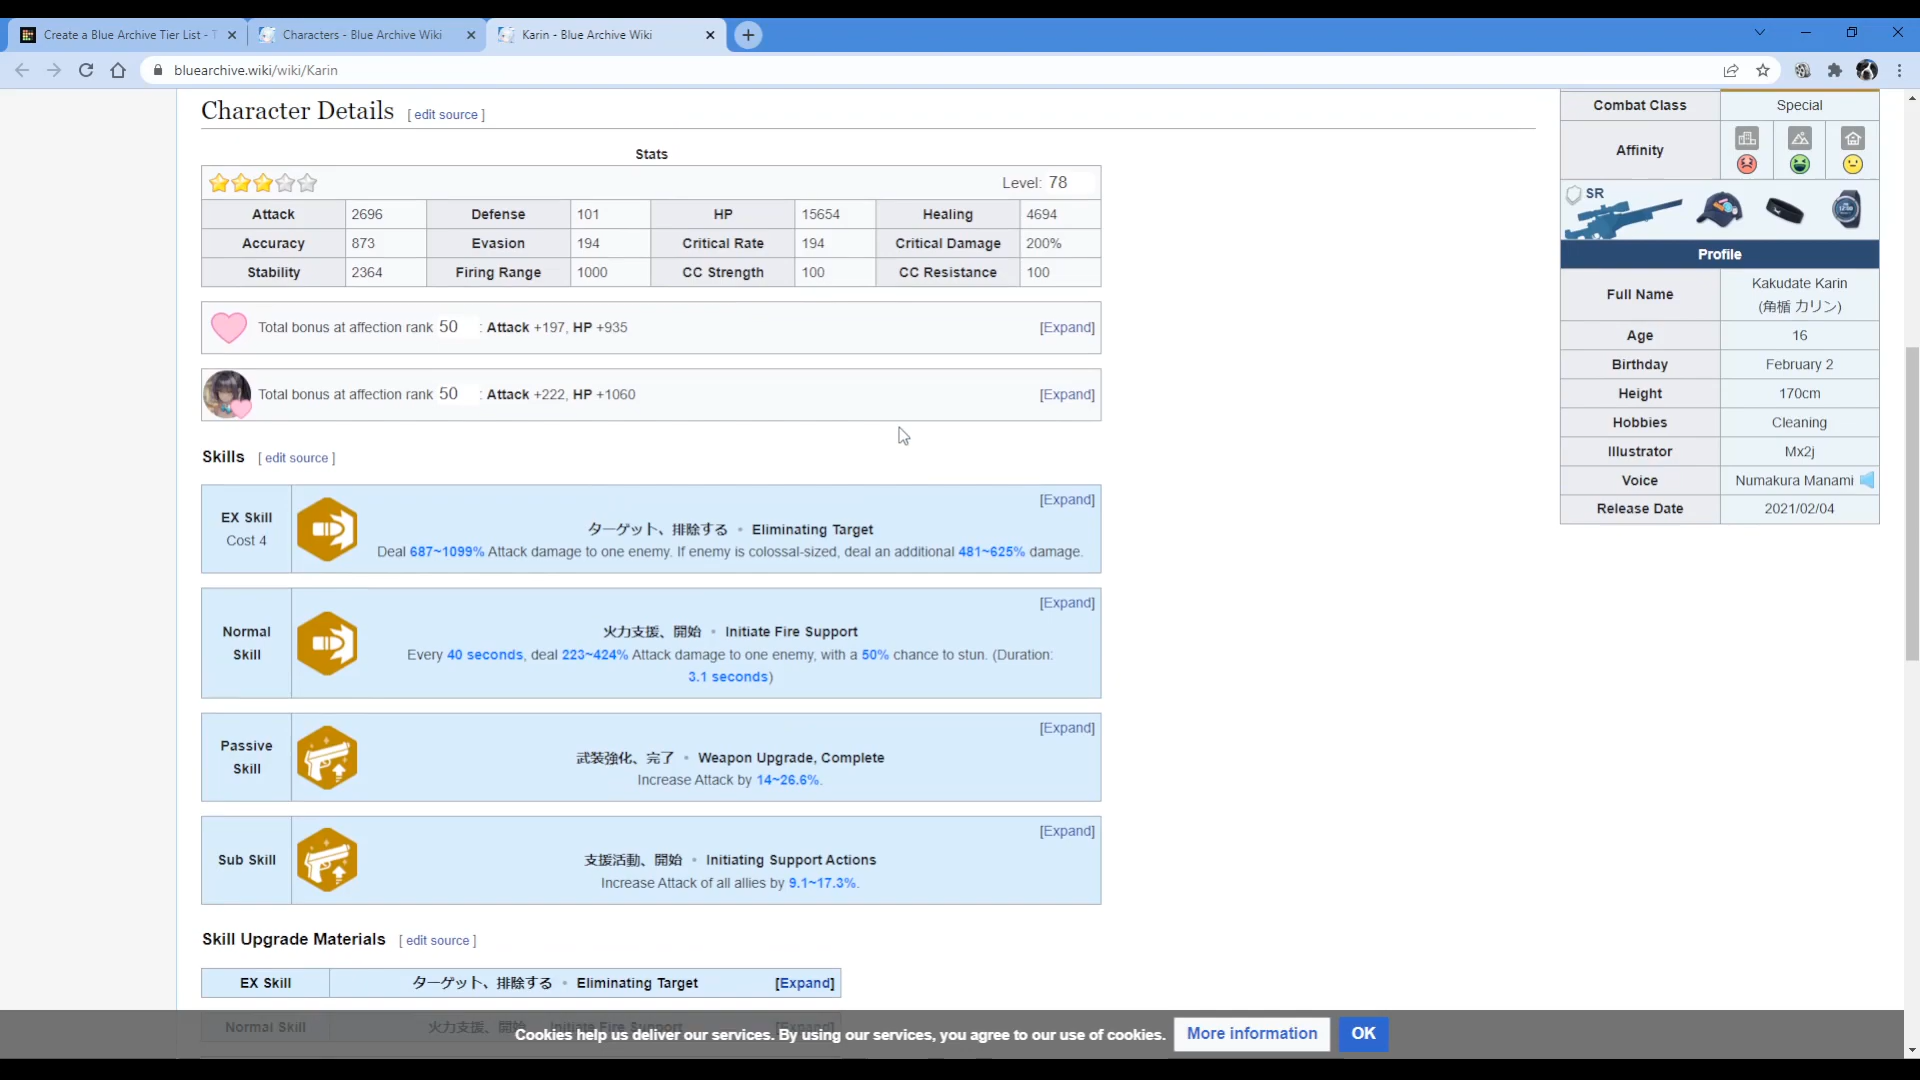 Create a Blue Archive Tier List - T
Characters - Blue Archive Wiki
Karin - Blue Archive Wiki
bluearchive.wiki/wiki/Karin
Character Details [ edit source ]
Stats
Level: 78
Attack 2696 Defense 101 HP 15654 Healing 4694
Accuracy 873 Evasion 194 Critical Rate 194 Critical Damage 200%
Stability 2364 Firing Range 1000 CC Strength 100 CC Resistance 100
Total bonus at affection rank 50 : Attack +197, HP +935 [Expand]
Total bonus at affection rank 50 : Attack +222, HP +1060 [Expand]
Skills [ edit source ]
[Expand]
EX Skill
Cost 4
ターゲット、排除する • Eliminating Target
Deal 687~1099% Attack damage to one enemy. If enemy is colossal-sized, deal an additional 481~625% damage.
[Expand]
Normal
Skill
火力支援、開始 • Initiate Fire Support
Every 40 seconds, deal 223~424% Attack damage to one enemy, with a 50% chance to stun. (Duration:
3.1 seconds)
[Expand]
Passive
Skill
武装強化、完了 • Weapon Upgrade, Complete
Increase Attack by 14~26.6%.
[Expand]
Sub Skill
支援活動、開始 • Initiating Support Actions
Increase Attack of all allies by 9.1~17.3%.
Skill Upgrade Materials [ edit source ]
EX Skill ターゲット、排除する • Eliminating Target [Expand]
Normal Skill 火力支援、開始 • Initiate Fire Support [Expand]
Cookies help us deliver our services. By using our services, you agree to our use of cookies. More information OK
Combat Class Special
Affinity
SR
Profile
Full Name Kakudate Karin
(角楯 カリン)
Age 16
Birthday February 2
Height 170cm
Hobbies Cleaning
Illustrator Mx2j
Voice Numakura Manami
Release Date 2021/02/04